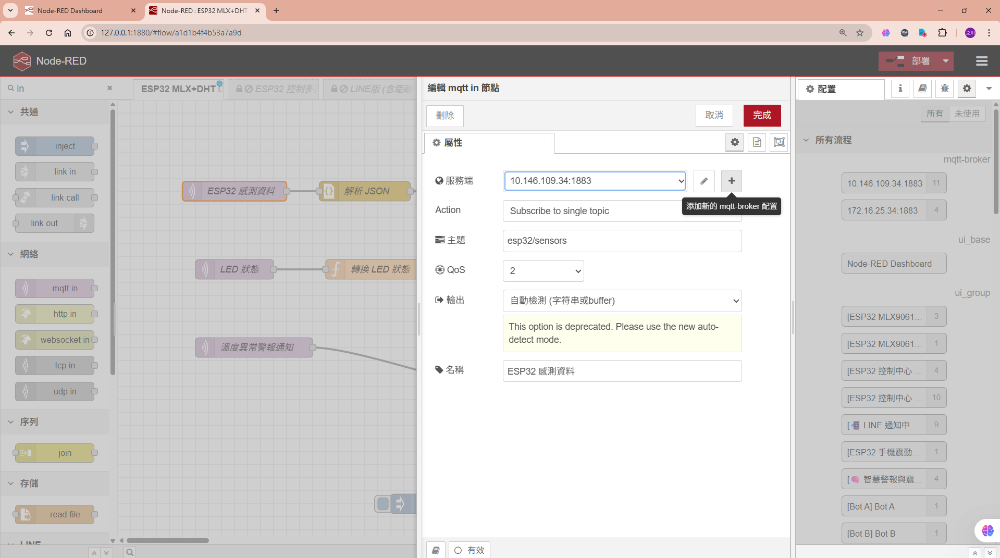 Node-RED Dashboard
Node-RED : ESP32 MLX+DHT
127.0.0.1:1880/#flow/a1d1b4f4b53a7a9d
之川
Node-RED
部署
in
ESP32 MLX+DHT
ESP32 控制多
LINE版 (含距離
編輯 mqtt in 節點
配置
刪除
取消
完成
所有
未使用
共通
inject
link in
link call
link out
網絡
mqtt in
http in
websocket in
tcp in
udp in
序列
join
存儲
read file
LINE
ESP32 感測資料
解析 JSON
LED 狀態
轉換 LED 狀態
溫度異常警報通知
屬性
服務端
10.146.109.34:1883
添加新的 mqtt-broker 配置
Action
Subscribe to single topic
主題
esp32/sensors
QoS
2
輸出
自動檢測 (字符串或buffer)
This option is deprecated. Please use the new auto-
detect mode.
名稱
ESP32 感測資料
有效
所有流程
mqtt-broker
10.146.109.34:1883 11
172.16.25.34:1883 4
ui_base
Node-RED Dashboard
ui_group
[ESP32 MLX9061... 3
[ESP32 MLX9061... 1
[ESP32 控制中心 ... 4
[ESP32 控制中心 ... 10
[📲 LINE 通知中... 9
[ESP32 手機震動... 1
[🧠 智慧警報與震... 4
[Bot A] Bot A 1
[Bot B] Bot B 1